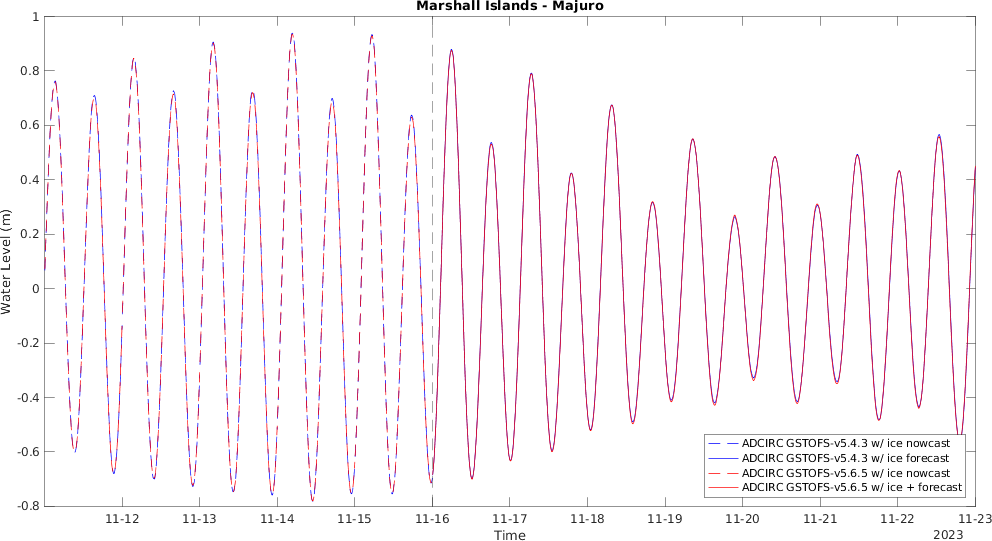 Marshall Islands - Majuro
1
0.8
0.6
0.4
0.2
0
-0.2
-0.4
-0.6
-0.8
Water Level (m)
ADCIRC GSTOFS-v5.4.3 w/ ice nowcast
ADCIRC GSTOFS-v5.4.3 w/ ice forecast
ADCIRC GSTOFS-v5.6.5 w/ ice nowcast
ADCIRC GSTOFS-v5.6.5 w/ ice + forecast
11-12 11-13 11-14 11-15 11-16 11-17 11-18 11-19 11-20 11-21 11-22 11-23
Time
2023